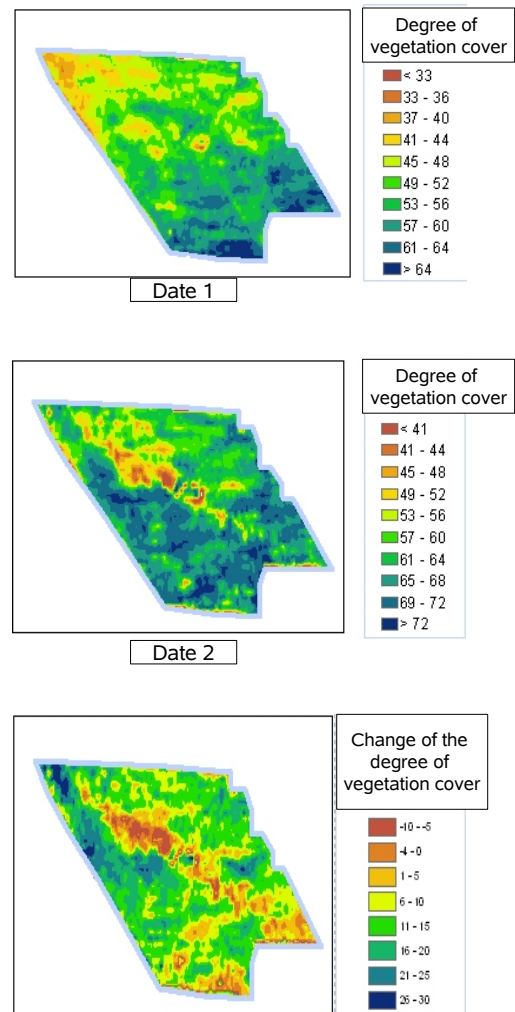 Degree of
vegetation cover
< 33
33 - 36
37 - 40
41 - 44
45 - 48
49 - 52
53 - 56
57 - 60
61 - 64
> 64
Date 1
Degree of
vegetation cover
< 41
41 - 44
45 - 48
49 - 52
53 - 56
57 - 60
61 - 64
65 - 68
69 - 72
> 72
Date 2
Change of the
degree of
vegetation cover
-10 - -5
-4 - 0
1 - 5
6 - 10
11 - 15
16 - 20
21 - 25
26 - 30